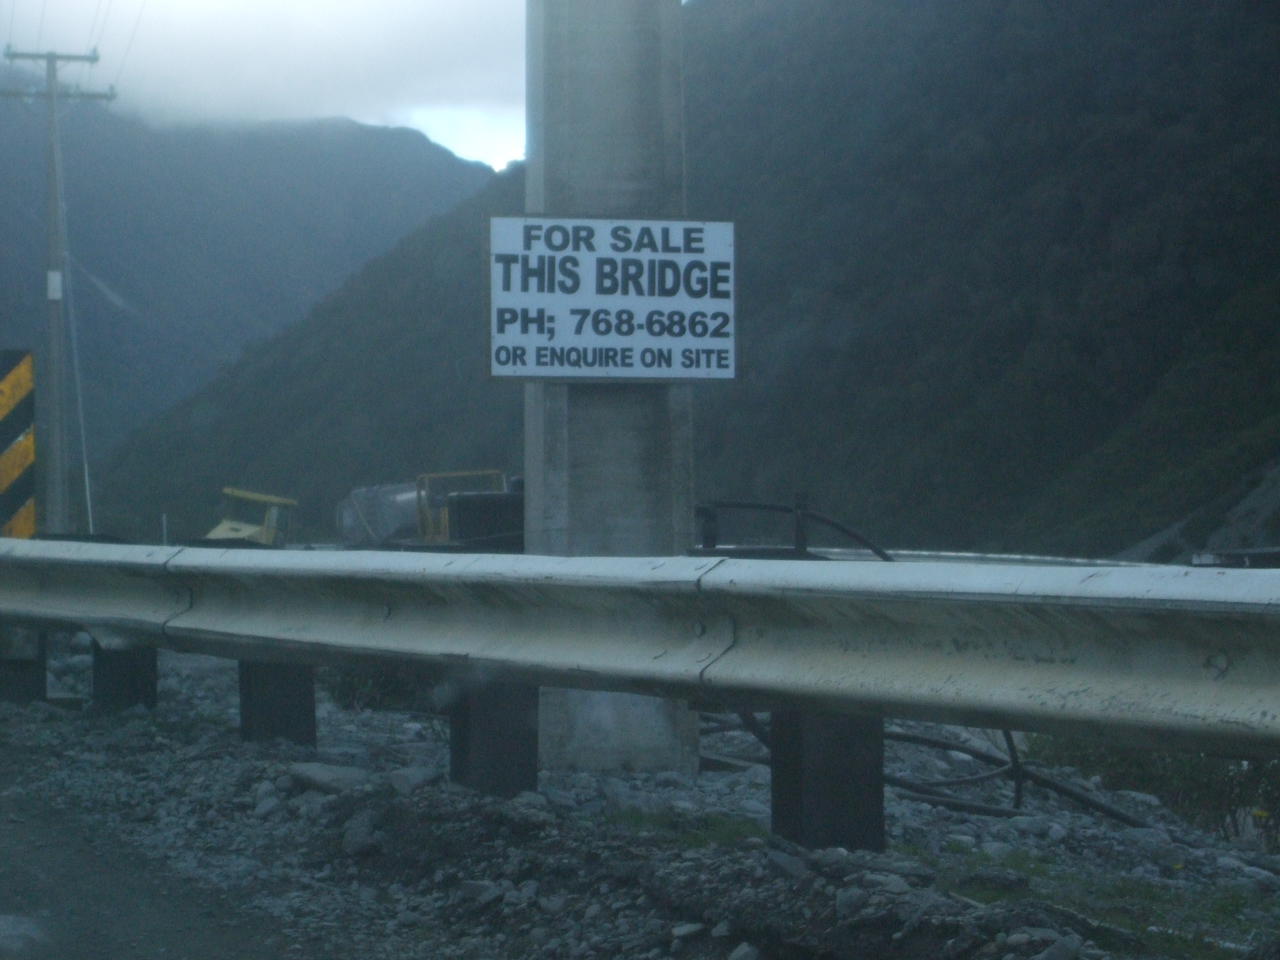 FOR SALE
THIS BRIDGE
PH; 768-6862
OR ENQUIRE ON SITE